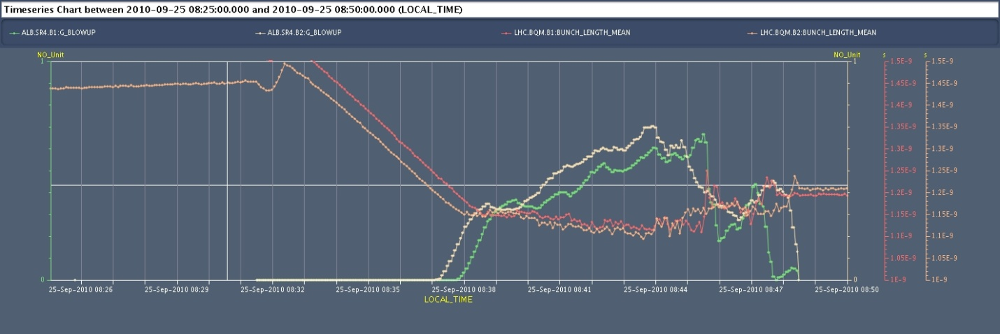 Timeseries Chart between 2010-09-25 08:25:00.000 and 2010-09-25 08:50:00.000 (LOCAL_TIME)
ALB.SR4.B1:G_BLOWUP ALB.SR4.B2:G_BLOWUP LHC.BQM.B1:BUNCH_LENGTH_MEAN LHC.BQM.B2:BUNCH_LENGTH_MEAN
NO_Unit NO_Unit s s
1 1 1.5E-9 1.5E-9
1.45E-9 1.45E-9
1.4E-9 1.4E-9
1.35E-9 1.35E-9
1.3E-9 1.3E-9
1.25E-9 1.25E-9
1.2E-9 1.2E-9
1.15E-9 1.15E-9
1.1E-9 1.1E-9
1.05E-9 1.05E-9
0 0 1E-9 1E-9
25-Sep-2010 08:26 25-Sep-2010 08:29 25-Sep-2010 08:32 25-Sep-2010 08:35 25-Sep-2010 08:38 25-Sep-2010 08:41 25-Sep-2010 08:44 25-Sep-2010 08:47 25-Sep-2010 08:50
LOCAL_TIME